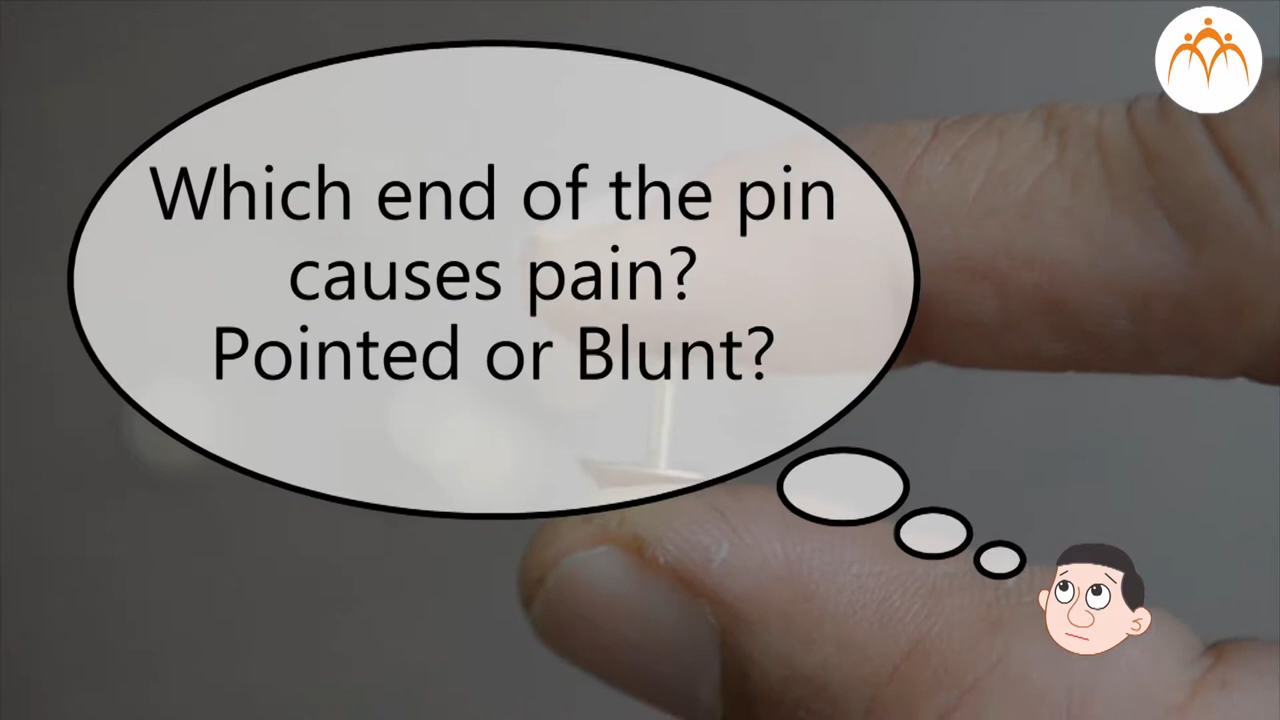 Which end of the pin
causes pain?
Pointed or Blunt?